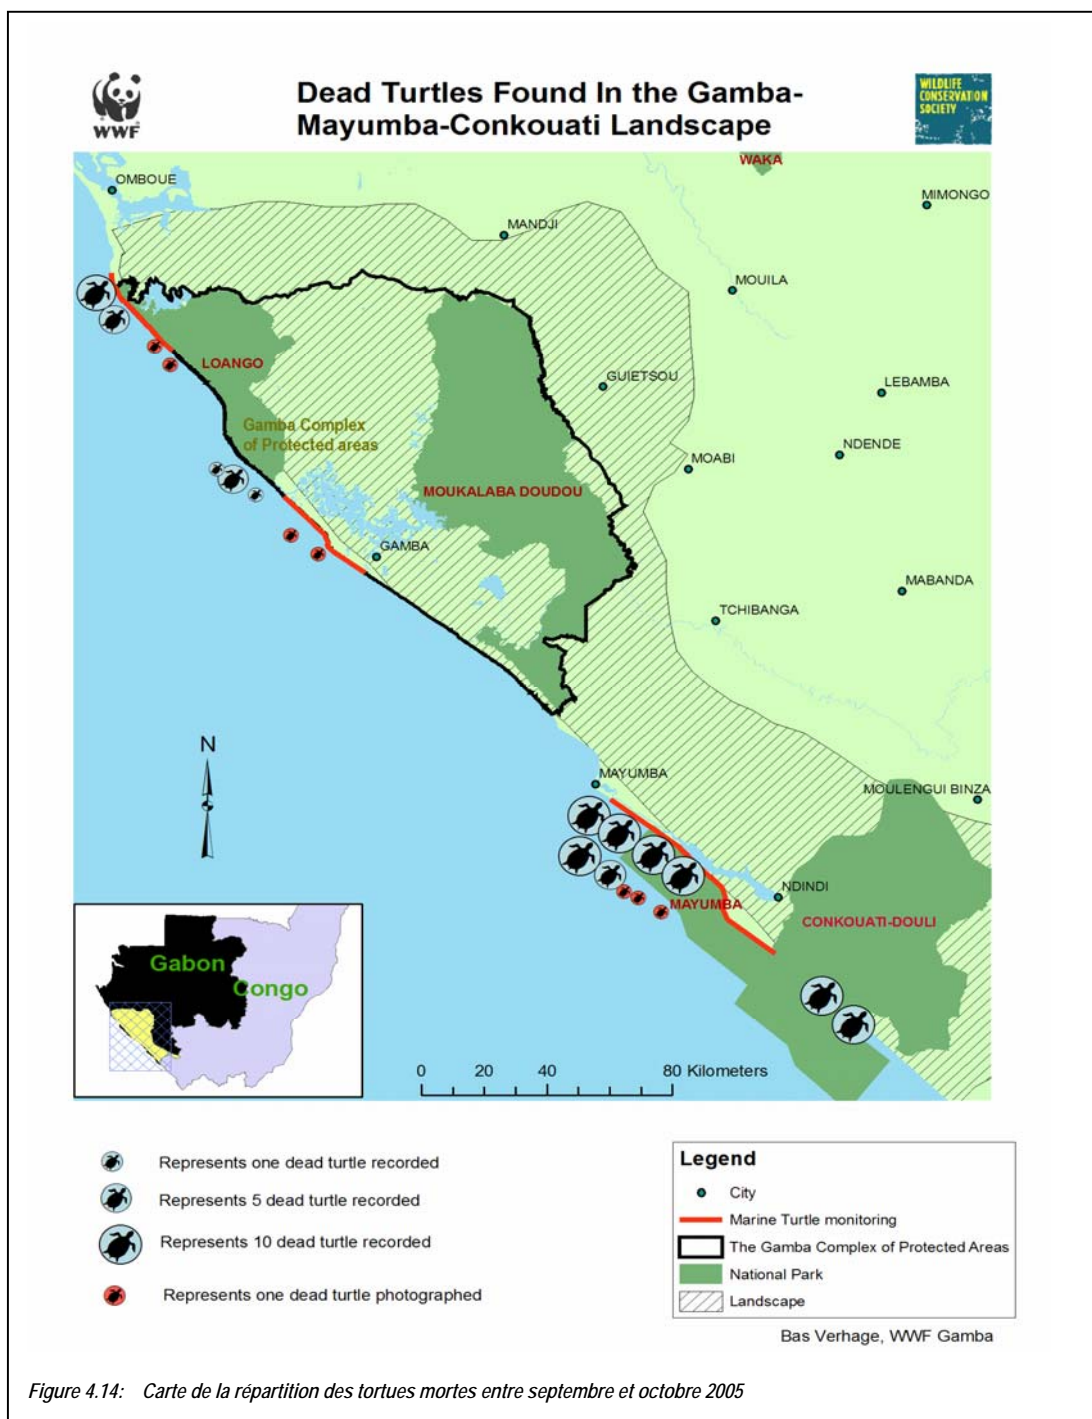 WWF
Dead Turtles Found In the Gamba-
Mayumba-Conkouati Landscape
WILDLIFE
CONSERVATION
SOCIETY
WAKA
OMBOUE
MIMONGO
MANDJI
MOUILA
LOANGO
GUIETSOU
LEBAMBA
Gamba Complex
of Protected areas
NDENDE
MOABI
MOUKALABA DOUDOU
GAMBA
MABANDA
TCHIBANGA
N
MAYUMBA
MOULENGUI BINZA
NDINDI
MAYUMBA
CONKOUATI-DOULI
Gabon
Congo
0 20 40 80 Kilometers
Represents one dead turtle recorded
Represents 5 dead turtle recorded
Represents 10 dead turtle recorded
Represents one dead turtle photographed
Legend
City
Marine Turtle monitoring
The Gamba Complex of Protected Areas
National Park
Landscape
Bas Verhage, WWF Gamba
Figure 4.14: Carte de la répartition des tortues mortes entre septembre et octobre 2005